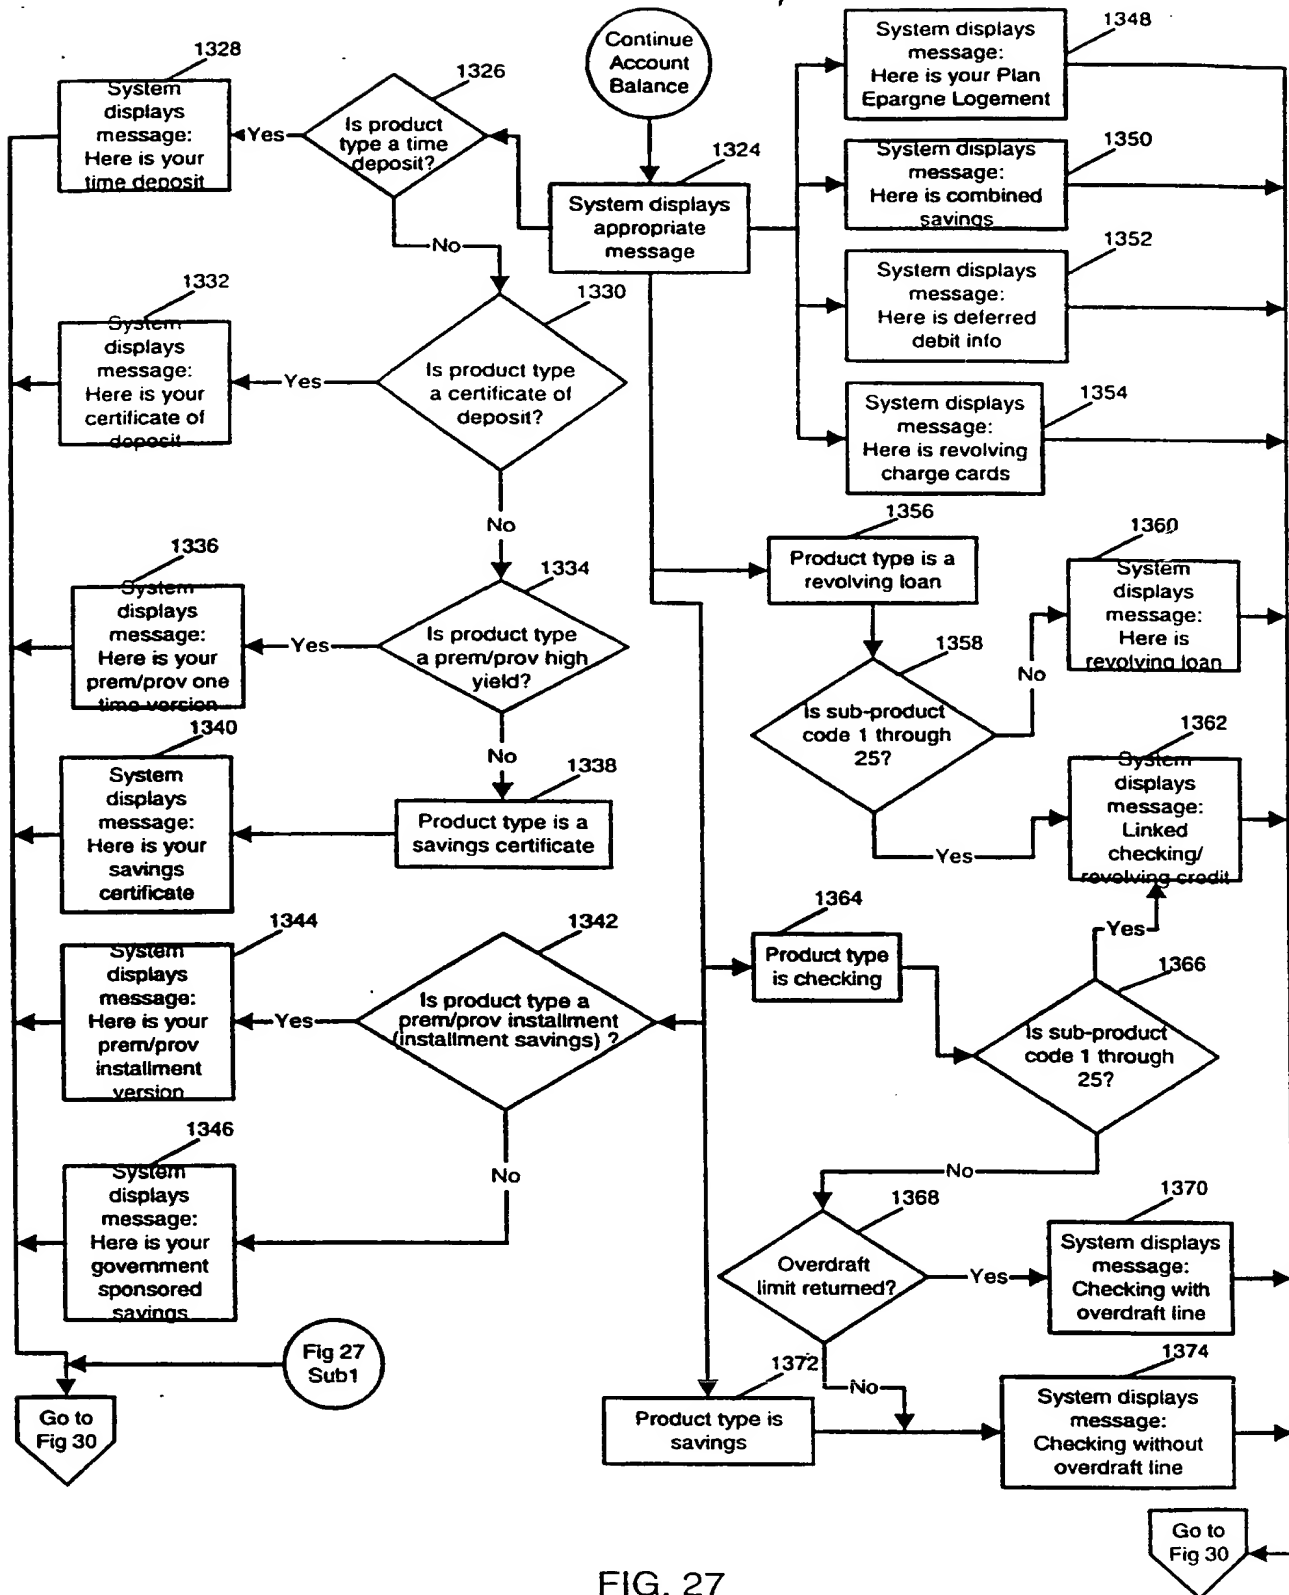 Continue
Account
Balance
1324
System displays
appropriate
message
1326
Is product
type a time
deposit?
Yes
No
1328
System
displays
message:
Here is your
time deposit
1330
Is product type
a certificate of
deposit?
Yes
No
1332
System
displays
message:
Here is your
certificate of
deposit
1334
Is product type
a prem/prov high
yield?
Yes
No
1336
System
displays
message:
Here is your
prem/prov one
time version
1338
Product type is a
savings certificate
1340
System
displays
message:
Here is your
savings
certificate
1342
Is product type a
prem/prov installment
(installment savings) ?
Yes
No
1344
System
displays
message:
Here is your
prem/prov
installment
version
1346
System
displays
message:
Here is your
government
sponsored
savings
Fig 27
Sub1
Go to
Fig 30
1348
System displays
message:
Here is your Plan
Epargne Logement
1350
System displays
message:
Here is combined
savings
1352
System displays
message:
Here is deferred
debit info
1354
System displays
message:
Here is revolving
charge cards
1356
Product type is a
revolving loan
1358
Is sub-product
code 1 through
25?
No
Yes
1360
System
displays
message:
Here is
revolving loan
1362
System
displays
message:
Linked
checking/
revolving credit
1364
Product type
is checking
1366
Is sub-product
code 1 through
25?
Yes
No
1368
Overdraft
limit returned?
Yes
No
1370
System displays
message:
Checking with
overdraft line
1372
Product type is
savings
1374
System displays
message:
Checking without
overdraft line
Go to
Fig 30
FIG. 27